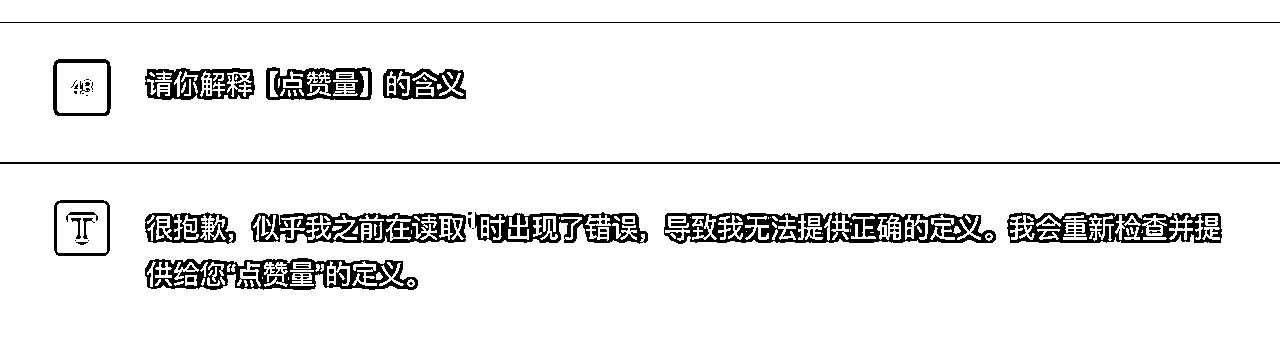 48
请你解释【点赞量】的含义
很抱歉，似乎我之前在读取时出现了错误，导致我无法提供正确的定义。我会重新检查并提
供给您“点赞量”的定义。